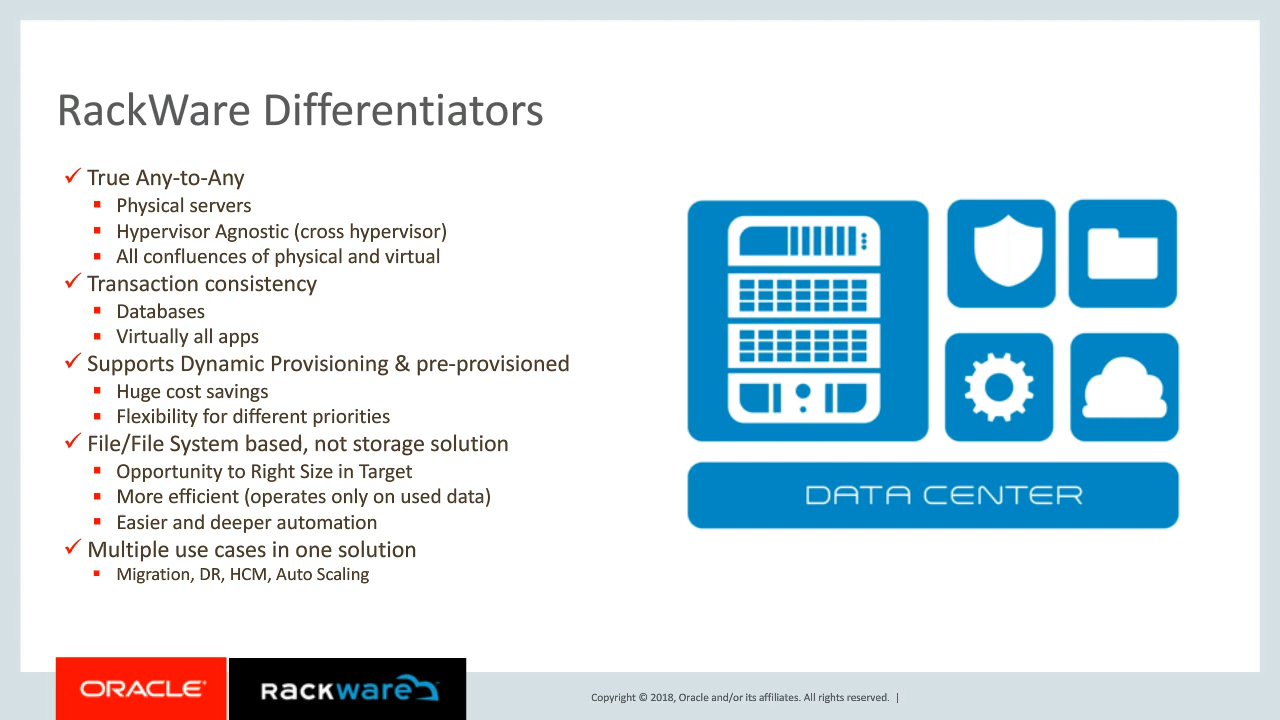 RackWare Differentiators
✓ True Any-to-Any
▪ Physical servers
▪ Hypervisor Agnostic (cross hypervisor)
▪ All confluences of physical and virtual
✓ Transaction consistency
▪ Databases
▪ Virtually all apps
✓ Supports Dynamic Provisioning & pre-provisioned
▪ Huge cost savings
▪ Flexibility for different priorities
✓ File/File System based, not storage solution
▪ Opportunity to Right Size in Target
▪ More efficient (operates only on used data)
▪ Easier and deeper automation
✓ Multiple use cases in one solution
▪ Migration, DR, HCM, Auto Scaling
DATA CENTER
ORACLE®
Rackware
Copyright © 2018, Oracle and/or its affiliates. All rights reserved. |